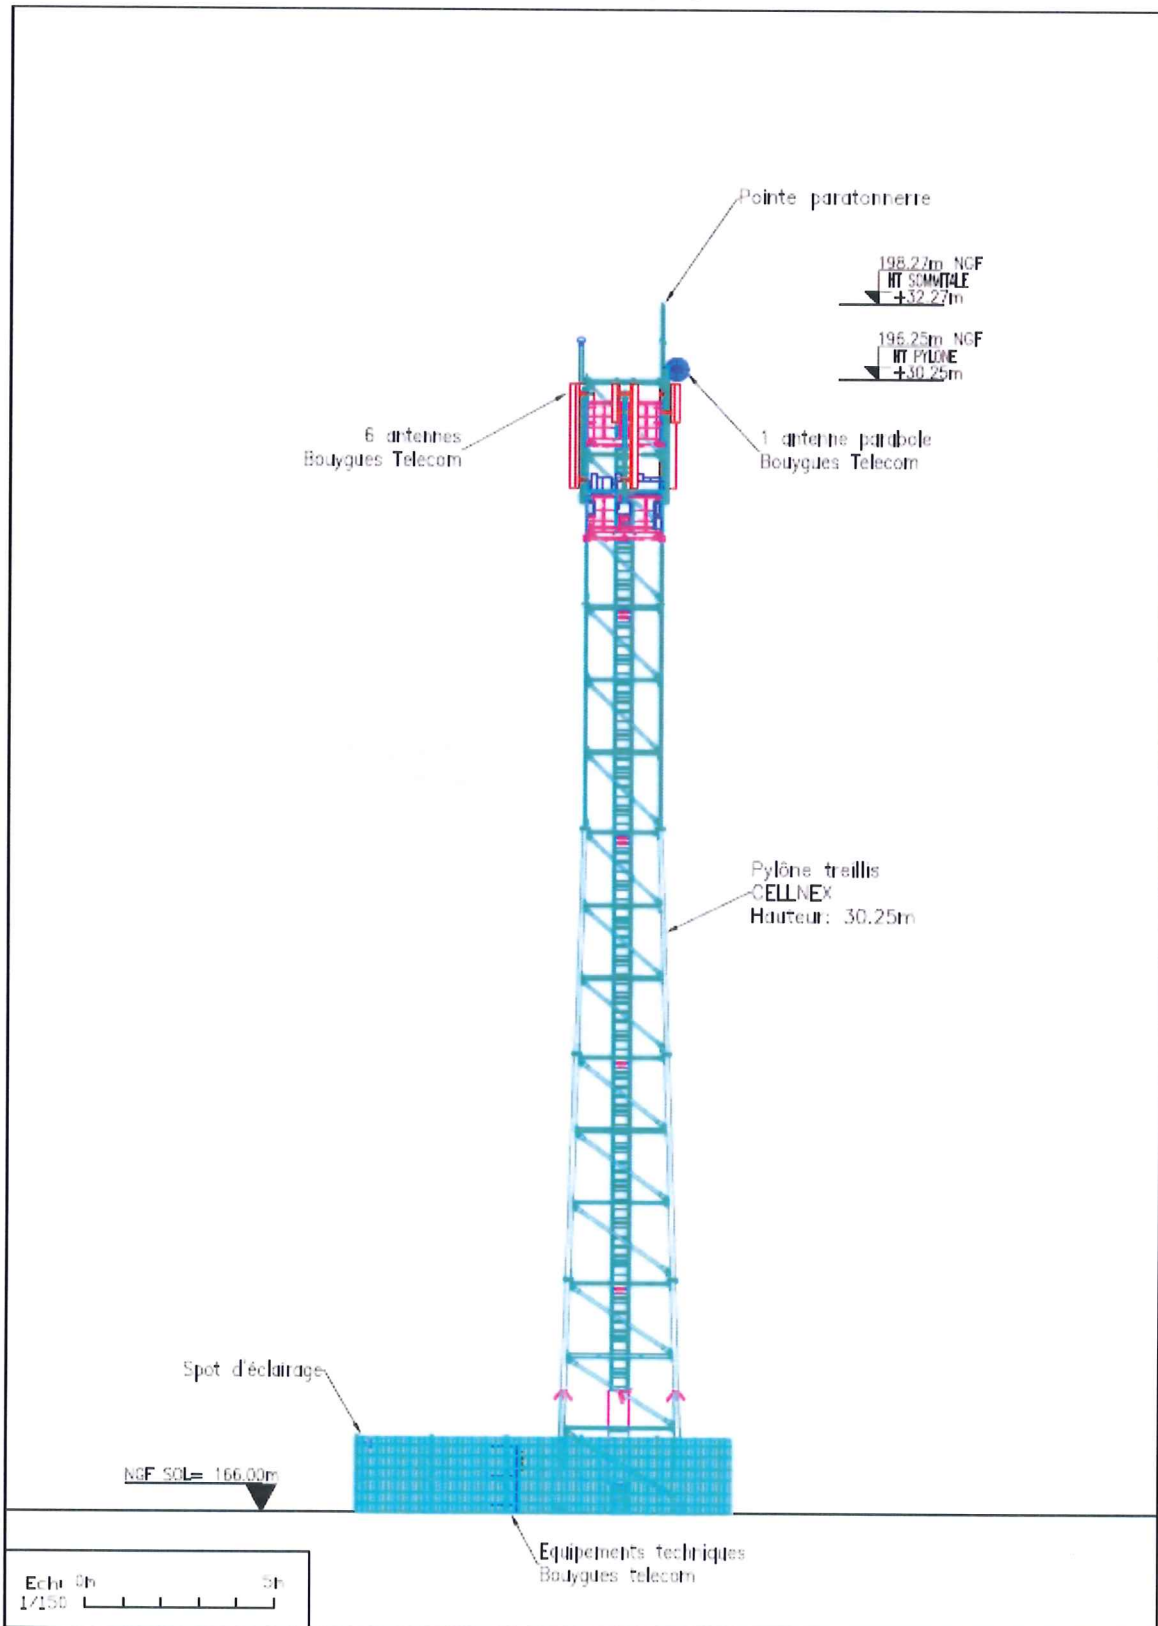 Pointe paratonnerre
198.27m NGF
HT SOMMITALE
+32.27m
196.25m NGF
HT PYLONE
+30.25m
6 antennes
Bouygues Telecom
1 antenne parabole
Bouygues Telecom
Pylône treillis
CELLNEX
Hauteur: 30.25m
Spot d'éclairage
NGF SOL= 166.00m
Equipements techniques
Bouygues telecom
Ech: 0m 5m
1/150